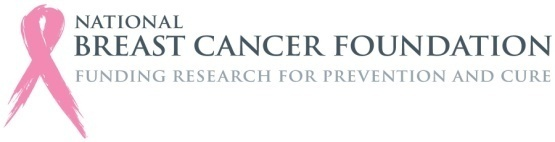 NATIONAL
BREAST CANCER FOUNDATION
FUNDING RESEARCH FOR PREVENTION AND CURE